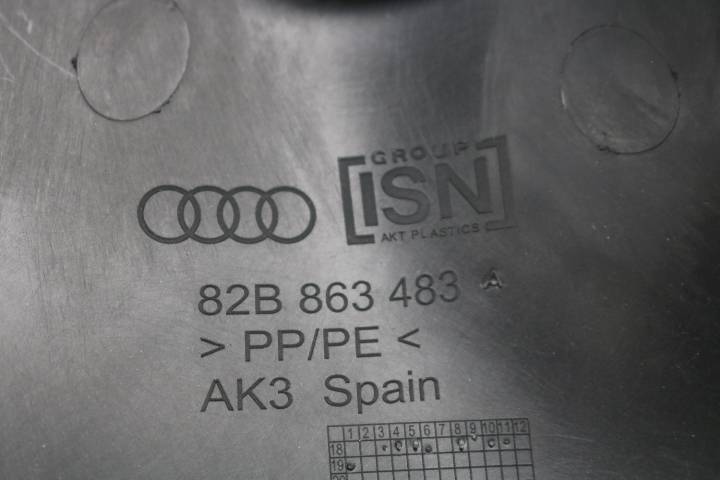 GROUP
ISN
AKT PLASTICS
82B 863 483 A
> PP/PE <
AK3 Spain
1 2 3 4 5 6 7 8 9 10 11 12
18
19